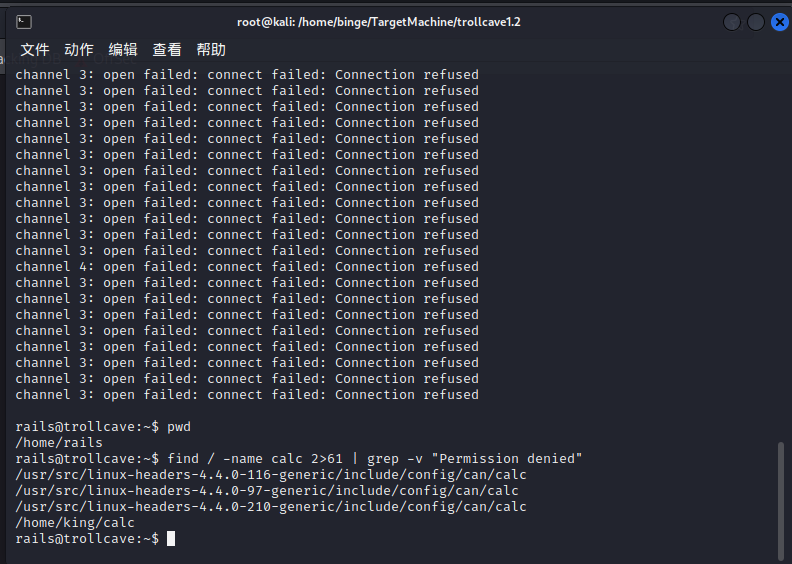 root@kali: /home/binge/TargetMachine/trollcave1.2
文件 动作 编辑 查看 帮助
channel 3: open failed: connect failed: Connection refused
channel 3: open failed: connect failed: Connection refused
channel 3: open failed: connect failed: Connection refused
channel 3: open failed: connect failed: Connection refused
channel 3: open failed: connect failed: Connection refused
channel 3: open failed: connect failed: Connection refused
channel 3: open failed: connect failed: Connection refused
channel 3: open failed: connect failed: Connection refused
channel 3: open failed: connect failed: Connection refused
channel 3: open failed: connect failed: Connection refused
channel 3: open failed: connect failed: Connection refused
channel 3: open failed: connect failed: Connection refused
channel 4: open failed: connect failed: Connection refused
channel 3: open failed: connect failed: Connection refused
channel 3: open failed: connect failed: Connection refused
channel 3: open failed: connect failed: Connection refused
channel 3: open failed: connect failed: Connection refused
channel 3: open failed: connect failed: Connection refused
channel 3: open failed: connect failed: Connection refused
channel 3: open failed: connect failed: Connection refused
channel 3: open failed: connect failed: Connection refused
rails@trollcave:~$ pwd
/home/rails
rails@trollcave:~$ find / -name calc 2>61 | grep -v "Permission denied"
/usr/src/linux-headers-4.4.0-116-generic/include/config/can/calc
/usr/src/linux-headers-4.4.0-97-generic/include/config/can/calc
/usr/src/linux-headers-4.4.0-210-generic/include/config/can/calc
/home/king/calc
rails@trollcave:~$